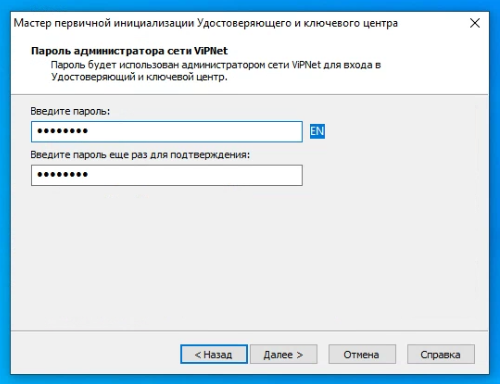 Мастер первичной инициализации Удостоверяющего и ключевого центра
Пароль администратора сети ViPNet
Пароль будет использован администратором сети ViPNet для входа в
Удостоверяющий и ключевой центр.
Введите пароль:
●●●●●●●●
EN
Введите пароль еще раз для подтверждения:
●●●●●●●●
< Назад Далее > Отмена Справка